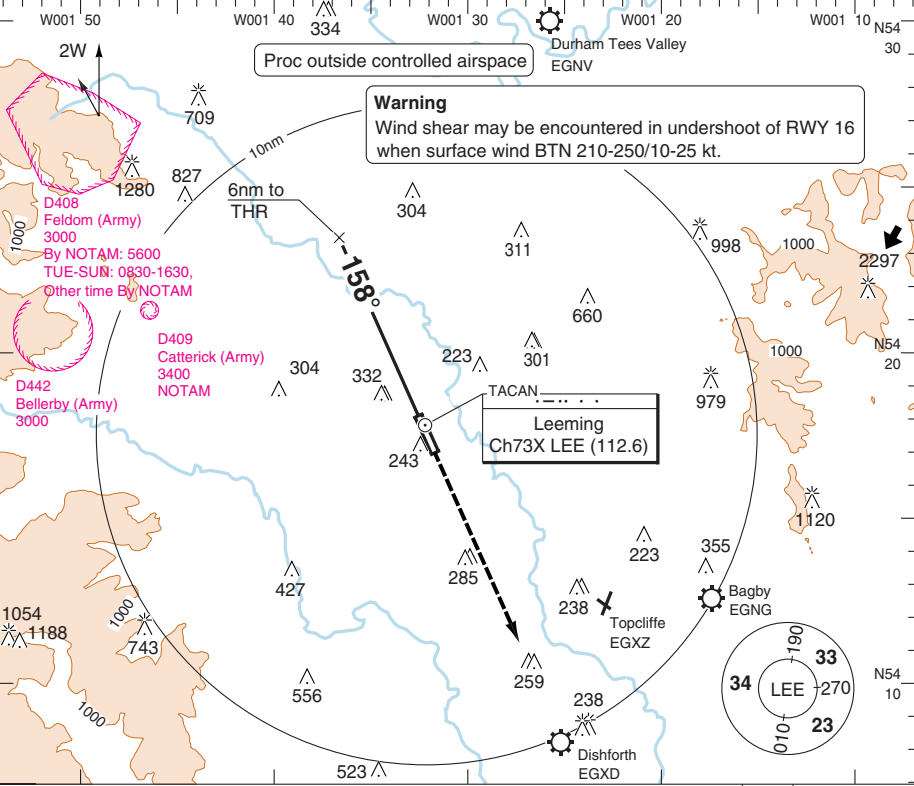 W001 50
40
W001 30
W001 20
W001 10
N54
30
2W
334
Durham Tees Valley
EGNV
Proc outside controlled airspace
Warning
Wind shear may be encountered in undershoot of RWY 16
when surface wind BTN 210-250/10-25 kt.
709
10nm
1280
827
6nm to
THR
304
311
998
1000
2297
D408
Feldom (Army)
3000
By NOTAM: 5600
TUE-SUN: 0830-1630,
Other time By NOTAM
1000
158°
660
D409
Catterick (Army)
3400
NOTAM
D442
Bellerby (Army)
3000
304
332
223
301
1000
N54
20
979
TACAN
Leeming
Ch73X LEE (112.6)
243
1120
427
285
223
355
238
Topcliffe
EGXZ
Bagby
EGNG
1054
1188
1000
743
1000
556
259
238
Dishforth
EGXD
523
190
33
34
LEE
270
010
23
N54
10